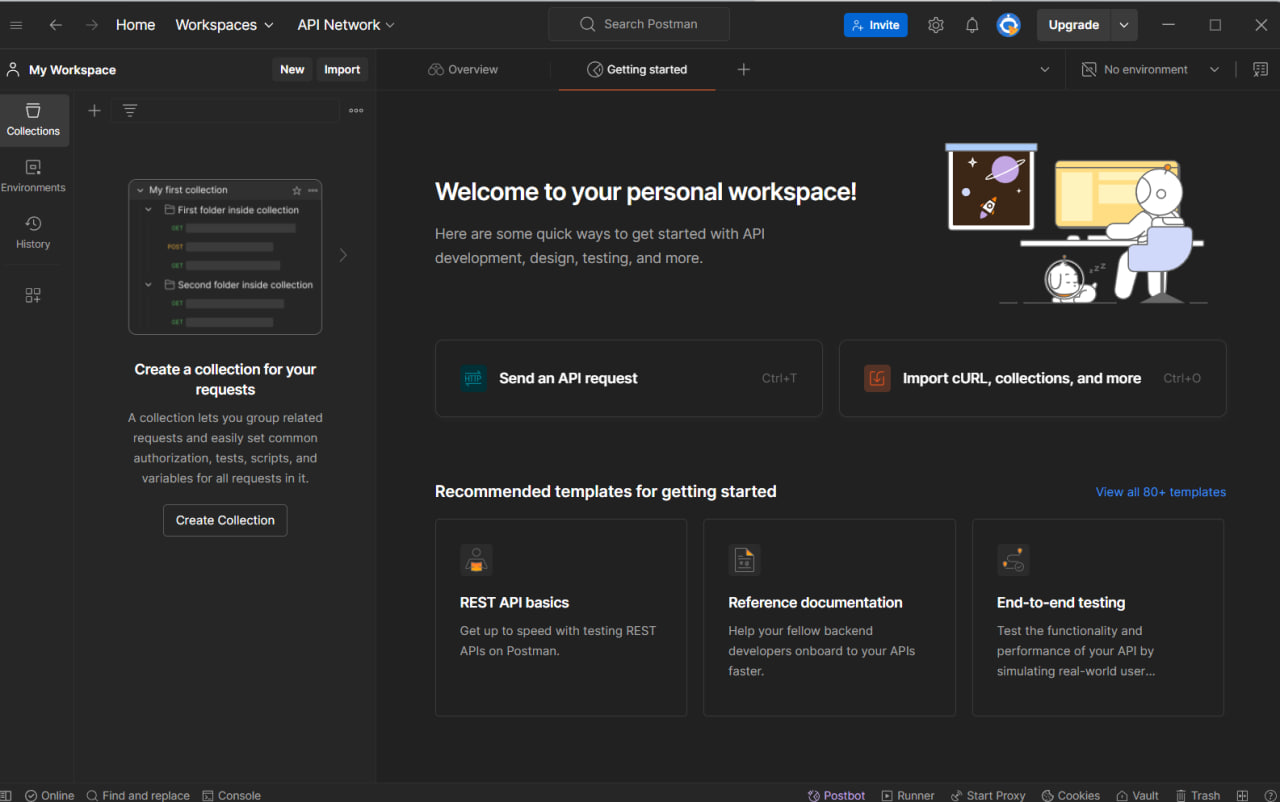 Home Workspaces API Network Search Postman Invite Upgrade
My Workspace New Import Overview Getting started No environment
Collections
Environments
History
My first collection
First folder inside collection
GET
POST
GET
Second folder inside collection
GET
GET
Create a collection for your
requests
A collection lets you group related
requests and easily set common
authorization, tests, scripts, and
variables for all requests in it.
Create Collection
Welcome to your personal workspace!
Here are some quick ways to get started with API
development, design, testing, and more.
zzz
HTTP Send an API request Ctrl+T
Import cURL, collections, and more Ctrl+O
Recommended templates for getting started View all 80+ templates
REST API basics
Get up to speed with testing REST
APIs on Postman.
Reference documentation
Help your fellow backend
developers onboard to your APIs
faster.
End-to-end testing
Test the functionality and
performance of your API by
simulating real-world user...
Online Find and replace Console Postbot Runner Start Proxy Cookies Vault Trash